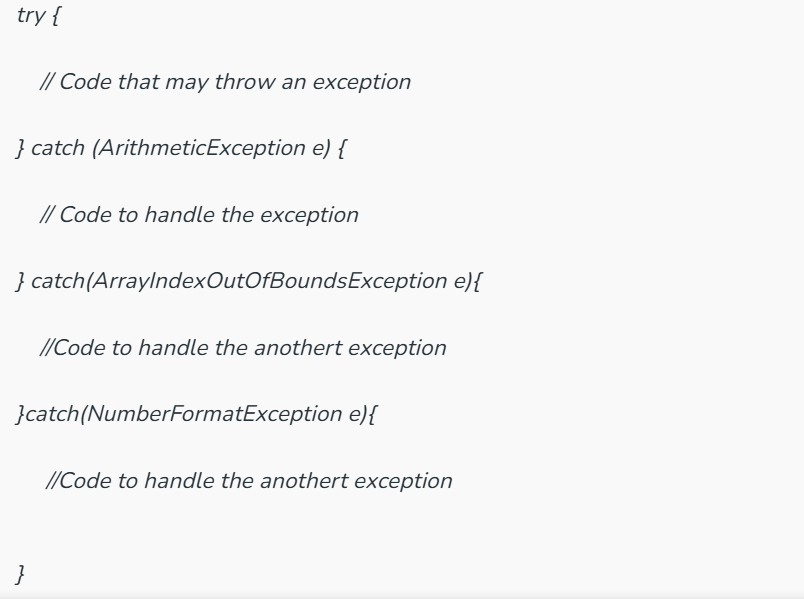 try {
// Code that may throw an exception
} catch (ArithmeticException e) {
// Code to handle the exception
} catch(ArrayIndexOutOfBoundsException e){
//Code to handle the anothert exception
}catch(NumberFormatException e){
//Code to handle the anothert exception
}